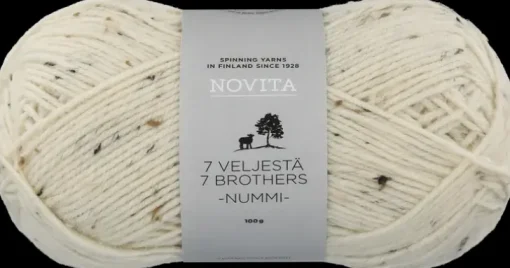 SPINNING YARNS
IN FINLAND SINCE 1928
NOVITA
7 VELJESTÄ
7 BROTHERS
-NUMMI-
100g